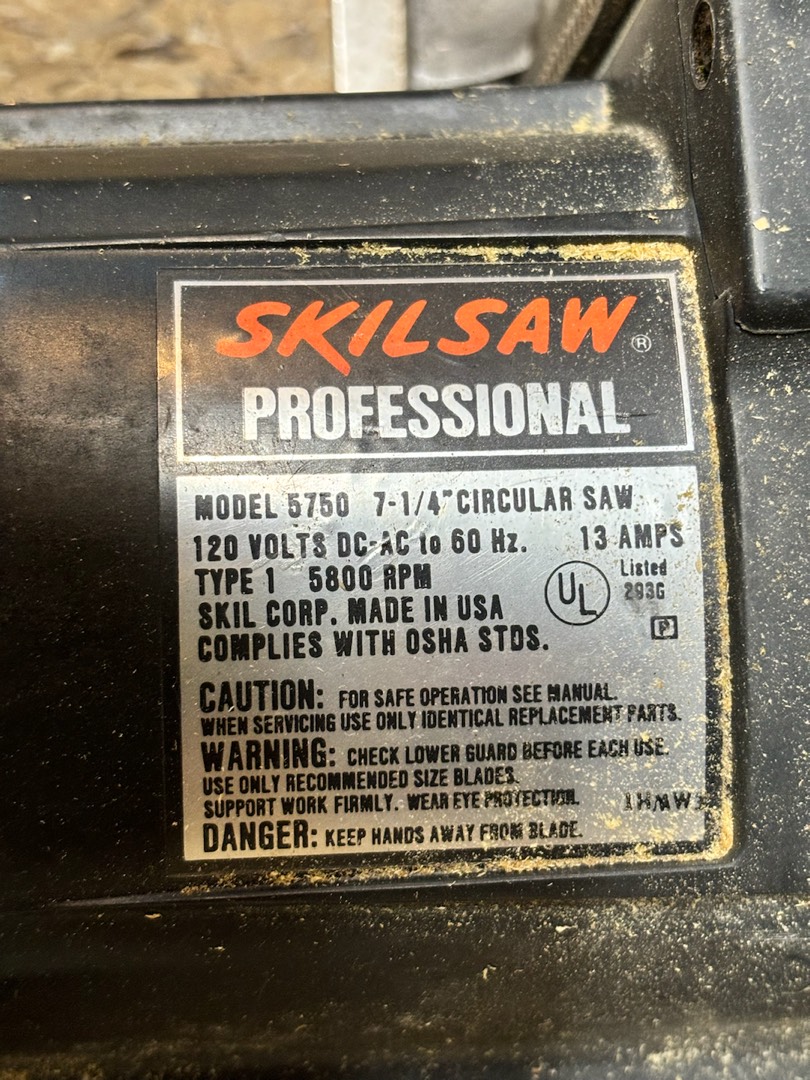 SKILSAW ®
PROFESSIONAL
MODEL 5750 7-1/4" CIRCULAR SAW
120 VOLTS DC-AC to 60 Hz. 13 AMPS
TYPE 1 5800 RPM
UL Listed
293G
SKIL CORP. MADE IN USA
P
COMPLIES WITH OSHA STDS.
CAUTION: FOR SAFE OPERATION SEE MANUAL.
WHEN SERVICING USE ONLY IDENTICAL REPLACEMENT PARTS.
WARNING: CHECK LOWER GUARD BEFORE EACH USE.
USE ONLY RECOMMENDED SIZE BLADES.
SUPPORT WORK FIRMLY. WEAR EYE PROTECTION.
DANGER: KEEP HANDS AWAY FROM BLADE.